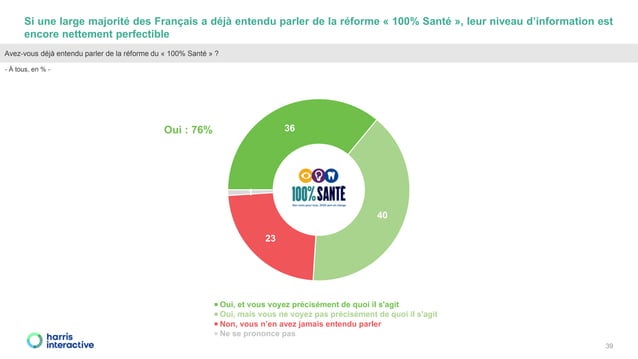 Si une large majorité des Français a déjà entendu parler de la réforme « 100% Santé », leur niveau d'information est
encore nettement perfectible
Avez-vous déjà entendu parler de la réforme du « 100% Santé » ?
- À tous, en % -
Oui : 76%
36
100% SANTÉ
40
23
Oui, et vous voyez précisément de quoi il s'agit
Oui, mais vous ne voyez pas précisément de quoi il s'agit
Non, vous n'en avez jamais entendu parler
Ne se prononce pas
harris
interactive
39